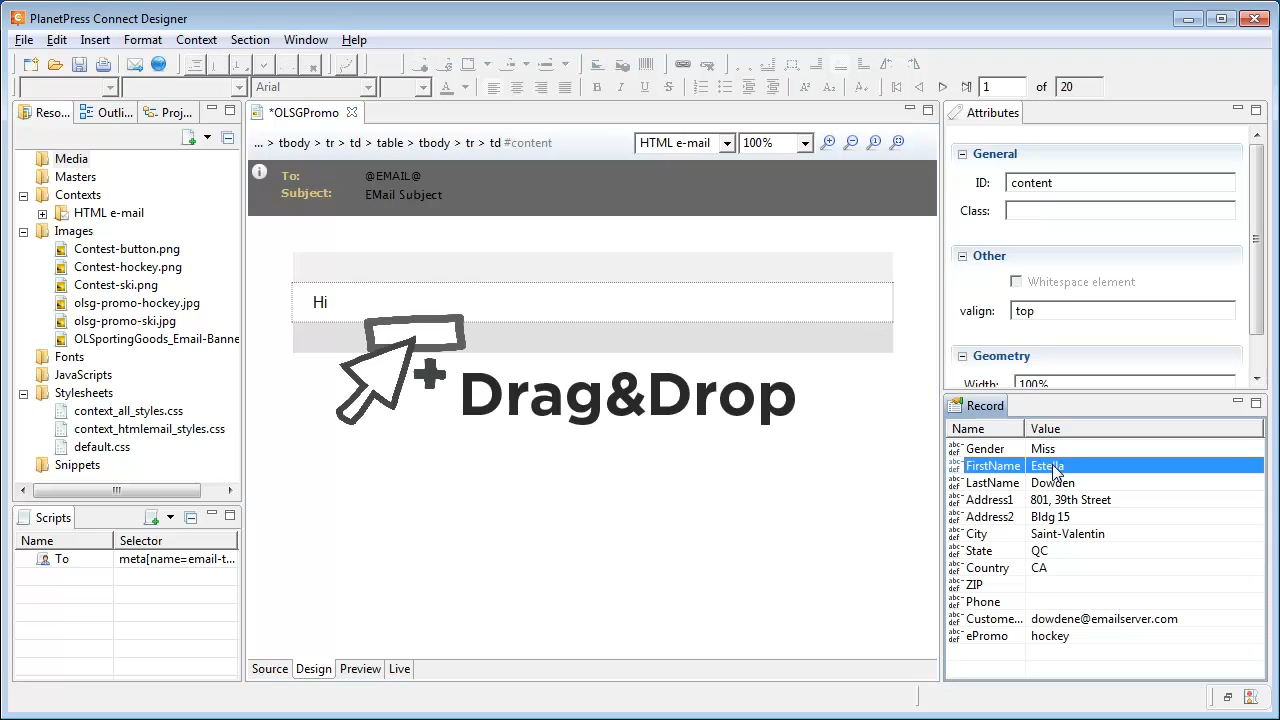 PlanetPress Connect Designer
File Edit Insert Format Context Section Window Help
Arial
1 of 20
Reso... Outli... Proj...
Media
Masters
Contexts
HTML e-mail
Images
Contest-button.png
Contest-hockey.png
Contest-ski.png
olsg-promo-hockey.jpg
olsg-promo-ski.jpg
OLSportingGoods_Email-Banne
Fonts
JavaScripts
Stylesheets
context_all_styles.css
context_htmlemail_styles.css
default.css
Snippets
Scripts
Name Selector
To meta[name=email-t...
*OLSGPromo
... > tbody > tr > td > table > tbody > tr > td #content
HTML e-mail 100%
To: @EMAIL@
Subject: EMail Subject
Hi
Drag&Drop
Source Design Preview Live
Attributes
General
ID: content
Class:
Other
Whitespace element
valign: top
Geometry
Width: 100%
Record
Name Value
Gender Miss
FirstName Estella
LastName Dowden
Address1 801, 39th Street
Address2 Bldg 15
City Saint-Valentin
State QC
Country CA
ZIP
Phone
Custome... dowdene@emailserver.com
ePromo hockey